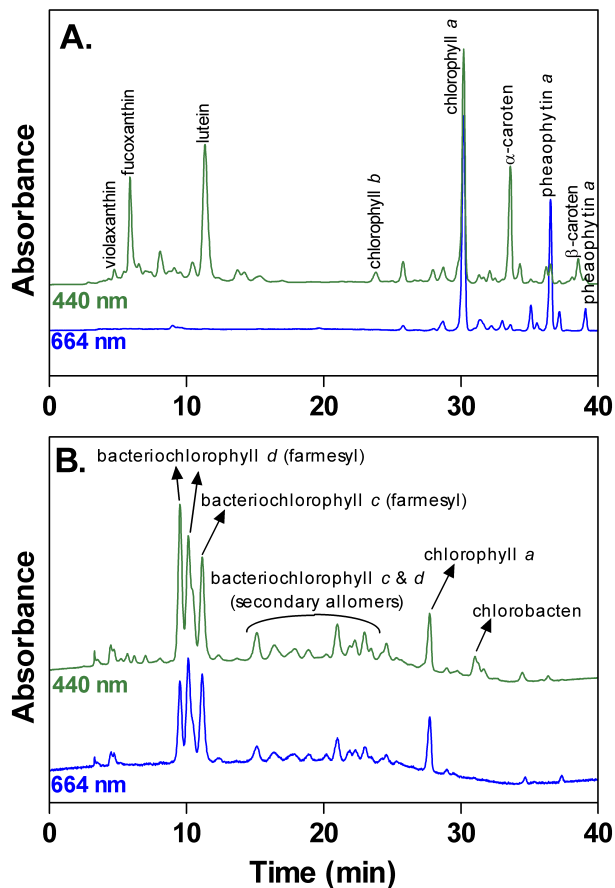 A.
Absorbance
violaxanthin
fucoxanthin
lutein
chlorophyll b
chlorophyll a
α-caroten
pheaophytin a
β-caroten
pheaophytin a
440 nm
664 nm
0 10 20 30 40
B.
Absorbance
bacteriochlorophyll d (farmesyl)
bacteriochlorophyll c (farmesyl)
bacteriochlorophyll c & d
(secondary allomers)
chlorophyll a
chlorobacten
440 nm
664 nm
0 10 20 30 40
Time (min)